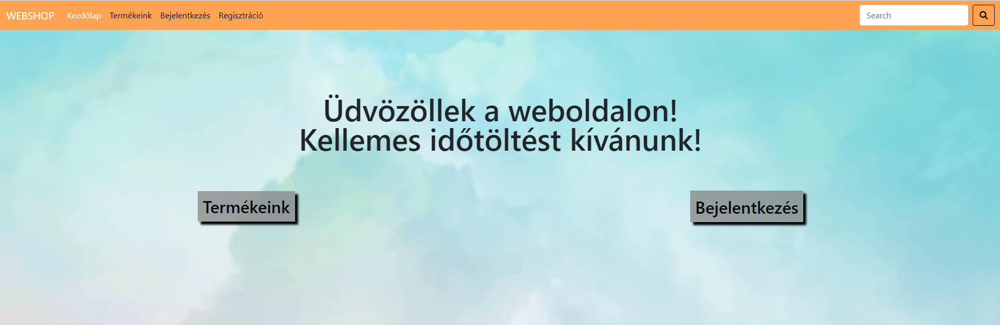 WEBSHOP Kezdőlap Termékeink Bejelentkezés Regisztráció Search
Üdvözöllek a weboldalon!
Kellemes időtöltést kívánunk!
Termékeink Bejelentkezés